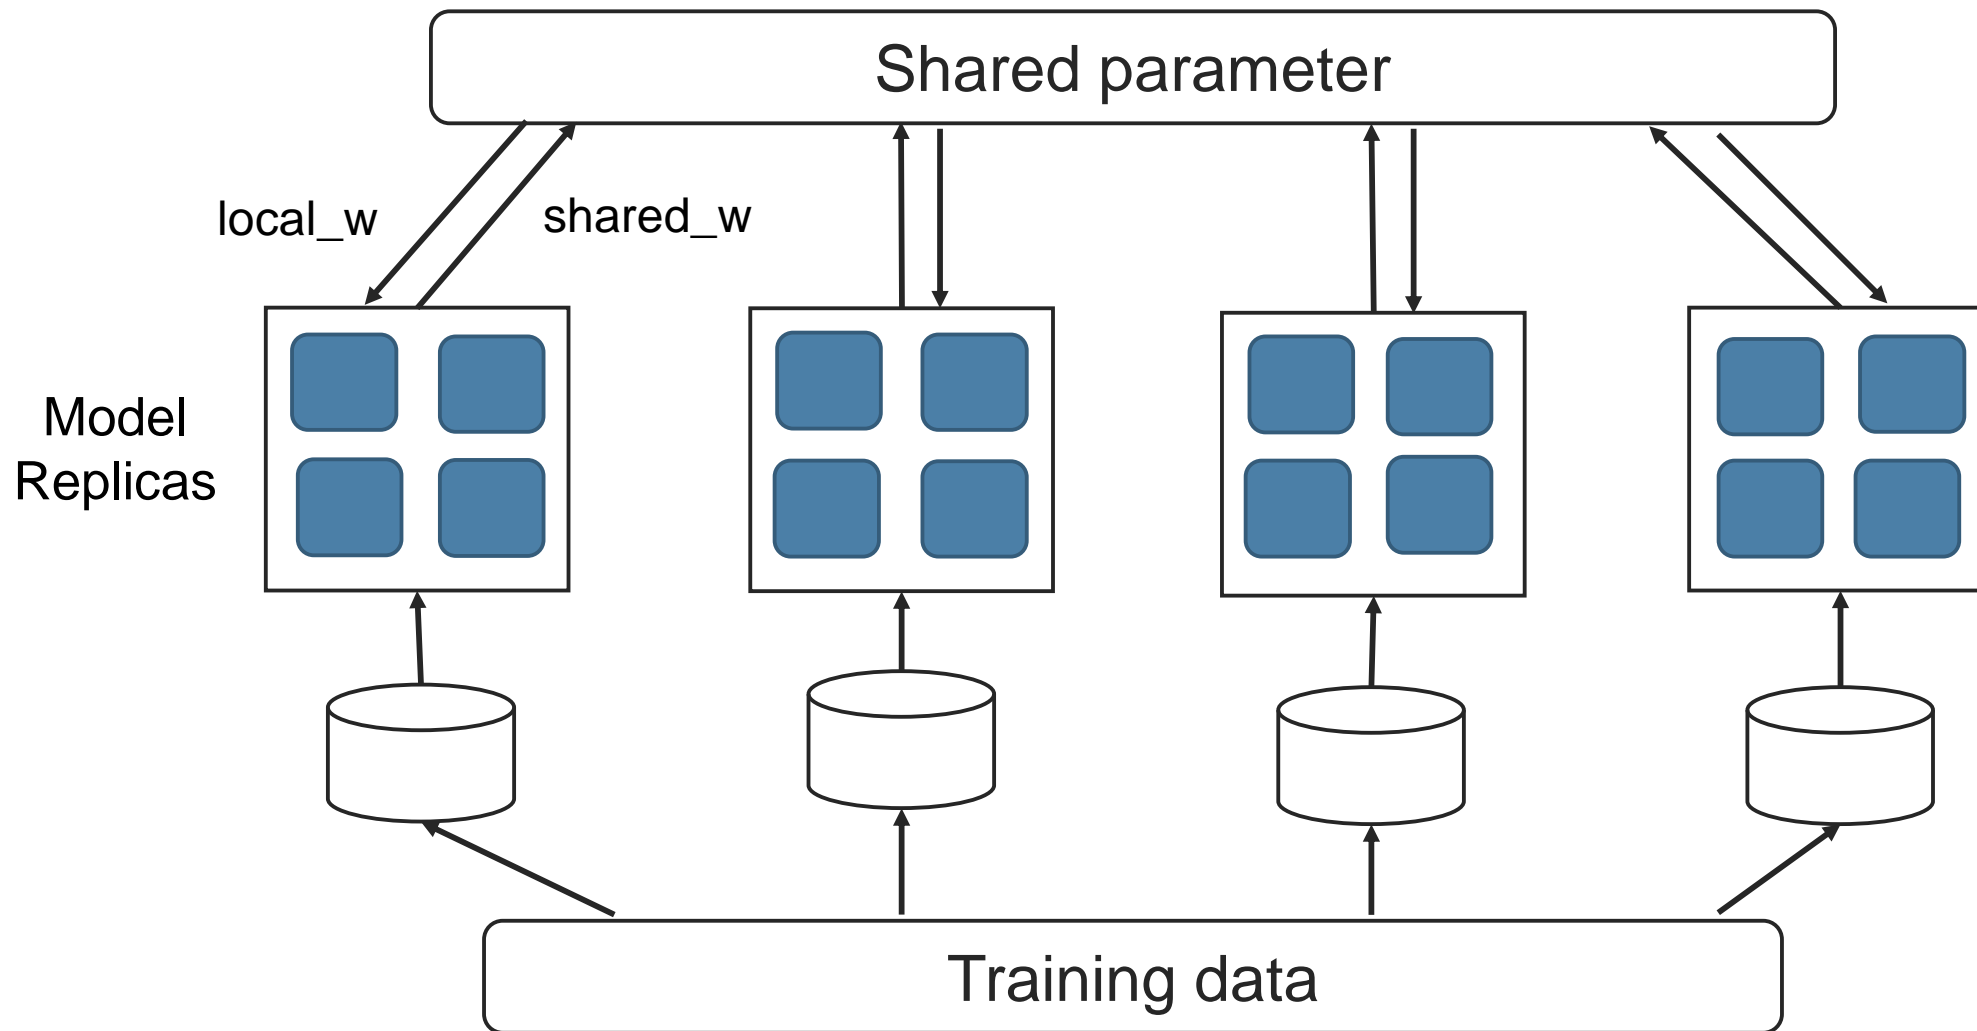 Shared parameter
local_w
shared_w
Model
Replicas
Training data